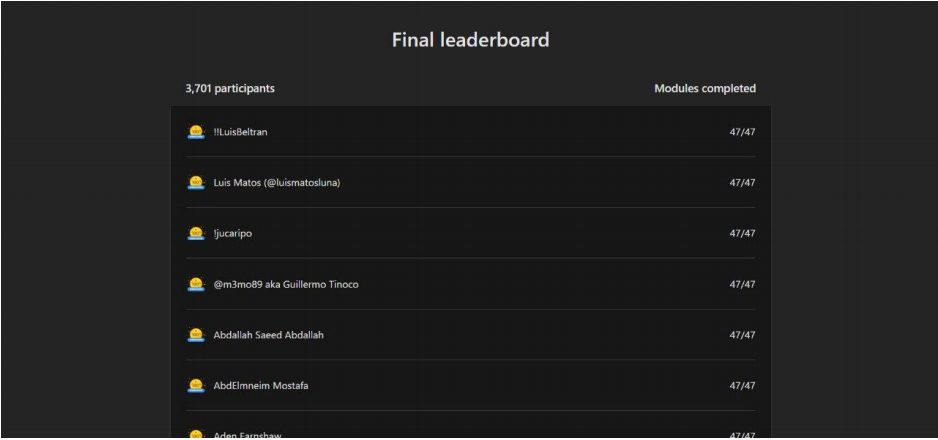 Final leaderboard
3,701 participants Modules completed
!!LuisBeltran 47/47
Luis Matos (@luismatosluna) 47/47
!jucaripo 47/47
@m3mo89 aka Guillermo Tinoco 47/47
Abdallah Saeed Abdallah 47/47
AbdElmneim Mostafa 47/47
Aden Farnshaw 47/47